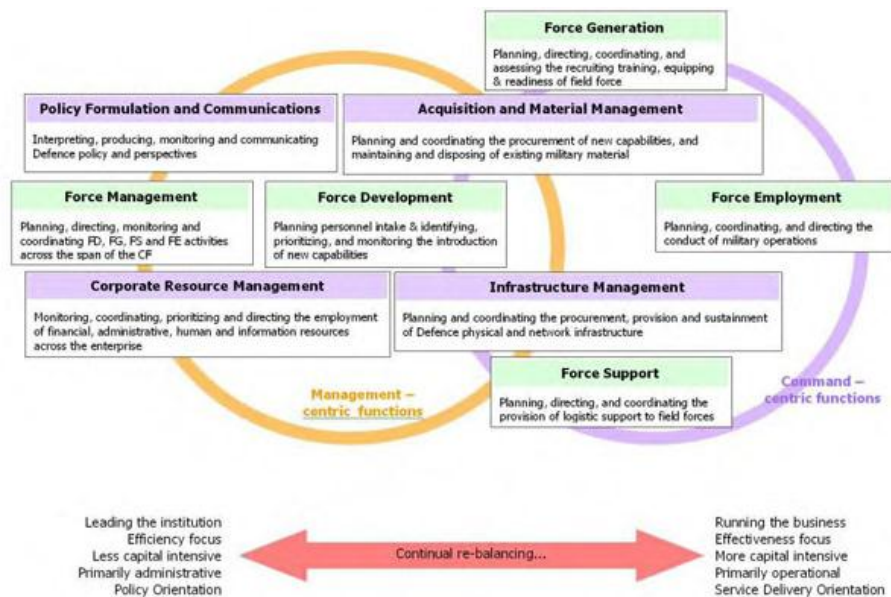 Force Generation
Planning, directing, coordinating, and
assessing the recruiting training, equipping
& readiness of field force
Policy Formulation and Communications
Interpreting, producing, monitoring and communicating
Defence policy and perspectives
Acquisition and Material Management
Planning and coordinating the procurement of new capabilities, and
maintaining and disposing of existing military material
Force Management
Planning, directing, monitoring and
coordinating FD, FG, FS and FE activities
across the span of the CF
Force Development
Planning personnel intake & identifying,
prioritizing, and monitoring the introduction
of new capabilities
Force Employment
Planning, coordinating, and directing the
conduct of military operations
Corporate Resource Management
Monitoring, coordinating, prioritizing and directing the employment
of financial, administrative, human and information resources
across the enterprise
Infrastructure Management
Planning and coordinating the procurement, provision and sustainment
of Defence physical and network infrastructure
Force Support
Planning, directing, and coordinating the
provision of logistic support to field forces
Management –
centric functions
Command –
centric functions
Leading the institution
Efficiency focus
Less capital intensive
Primarily administrative
Policy Orientation
Continual re-balancing...
Running the business
Effectiveness focus
More capital intensive
Primarily operational
Service Delivery Orientation